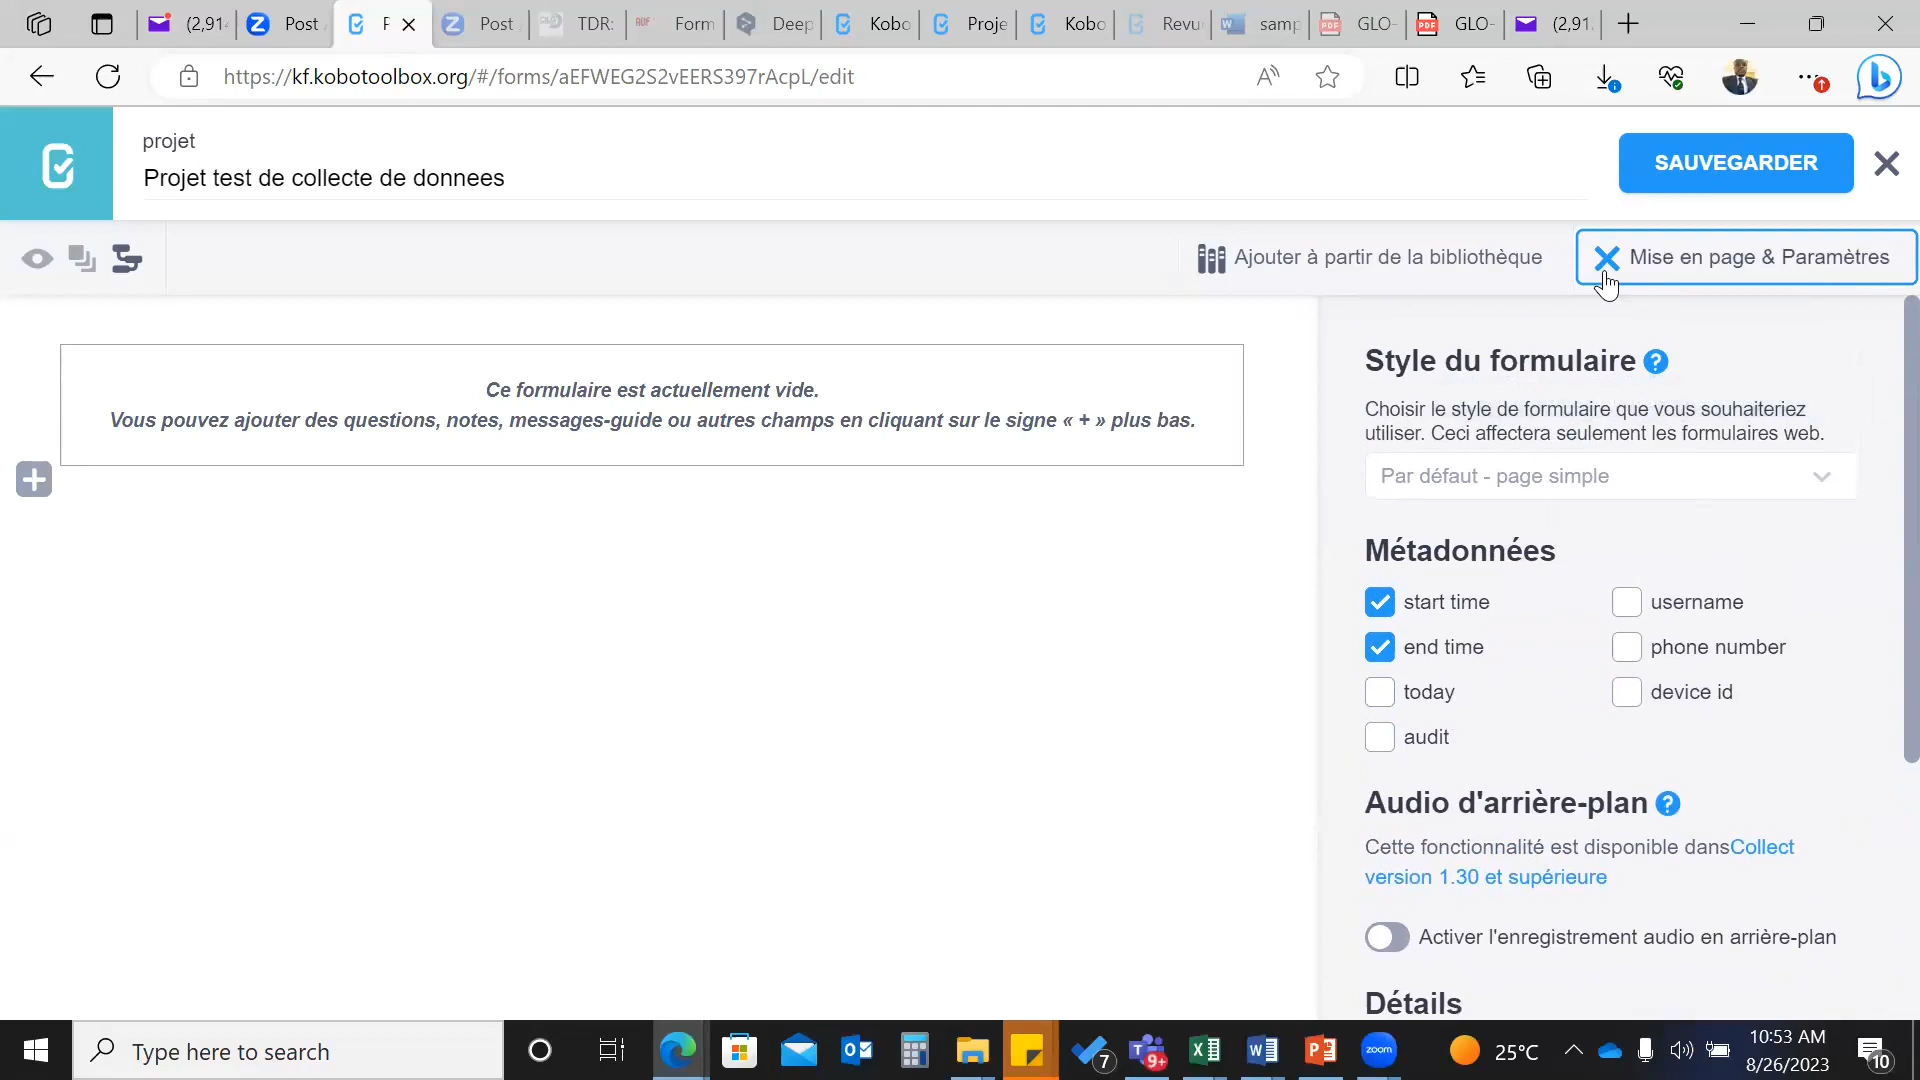 (2,91
Post
F
Post
TDR:
Form
Deep
Kobo
Proje
Kobo
Revu
samp
GLO-
GLO-
(2,91
https://kf.kobotoolbox.org/#/forms/aEFWEG2S2vEERS397rAcpL/edit
projet
Projet test de collecte de donnees
SAUVEGARDER
Ajouter à partir de la bibliothèque
Mise en page & Paramètres
Ce formulaire est actuellement vide.
Vous pouvez ajouter des questions, notes, messages-guide ou autres champs en cliquant sur le signe « + » plus bas.
Style du formulaire ?
Choisir le style de formulaire que vous souhaiteriez
utiliser. Ceci affectera seulement les formulaires web.
Par défaut - page simple
Métadonnées
start time
username
end time
phone number
today
device id
audit
Audio d'arrière-plan ?
Cette fonctionnalité est disponible dansCollect
version 1.30 et supérieure
Activer l'enregistrement audio en arrière-plan
Détails
Type here to search
7
9+
zoom
25°C
10:53 AM
8/26/2023
10